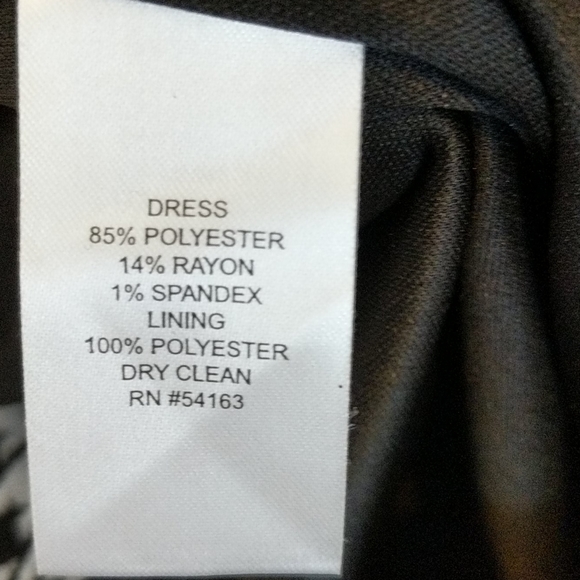 DRESS
85% POLYESTER
14% RAYON
1% SPANDEX
LINING
100% POLYESTER
DRY CLEAN
RN #54163